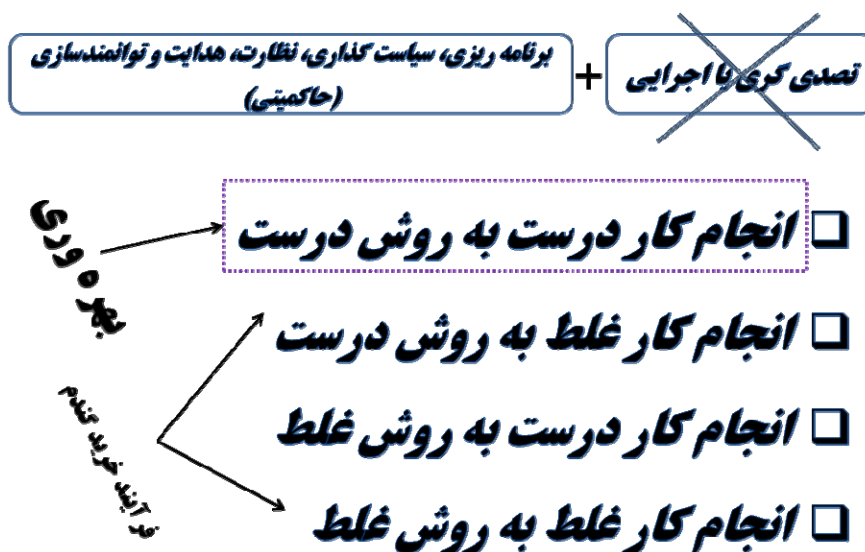 تصدی گری یا اجرایی
+
برنامه ریزی، سیاست گذاری، نظارت، هدایت و توانمندسازی
(حاکمیتی)
انجام کار درست به روش درست
بهره وری
انجام کار غلط به روش درست
انجام کار درست به روش غلط
فرآیند خرید گندم
انجام کار غلط به روش غلط